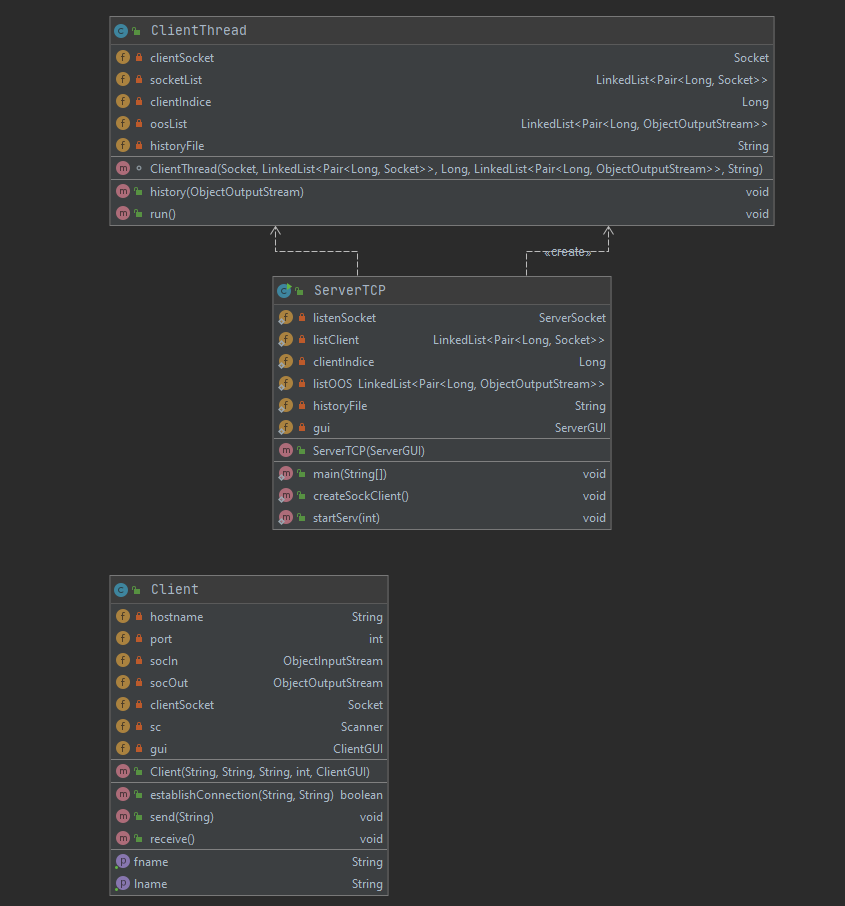 ClientThread
clientSocket Socket
socketList LinkedList<Pair<Long, Socket>>
clientIndice Long
oosList LinkedList<Pair<Long, ObjectOutputStream>>
historyFile String
ClientThread(Socket, LinkedList<Pair<Long, Socket>>, Long, LinkedList<Pair<Long, ObjectOutputStream>>, String)
history(ObjectOutputStream) void
run() void
«create»
ServerTCP
listenSocket ServerSocket
listClient LinkedList<Pair<Long, Socket>>
clientIndice Long
listOOS LinkedList<Pair<Long, ObjectOutputStream>>
historyFile String
gui ServerGUI
ServerTCP(ServerGUI)
main(String[]) void
createSockClient() void
startServ(int) void
Client
hostname String
port int
socIn ObjectInputStream
socOut ObjectOutputStream
clientSocket Socket
sc Scanner
gui ClientGUI
Client(String, String, String, int, ClientGUI)
establishConnection(String, String) boolean
send(String) void
receive() void
fname String
lname String